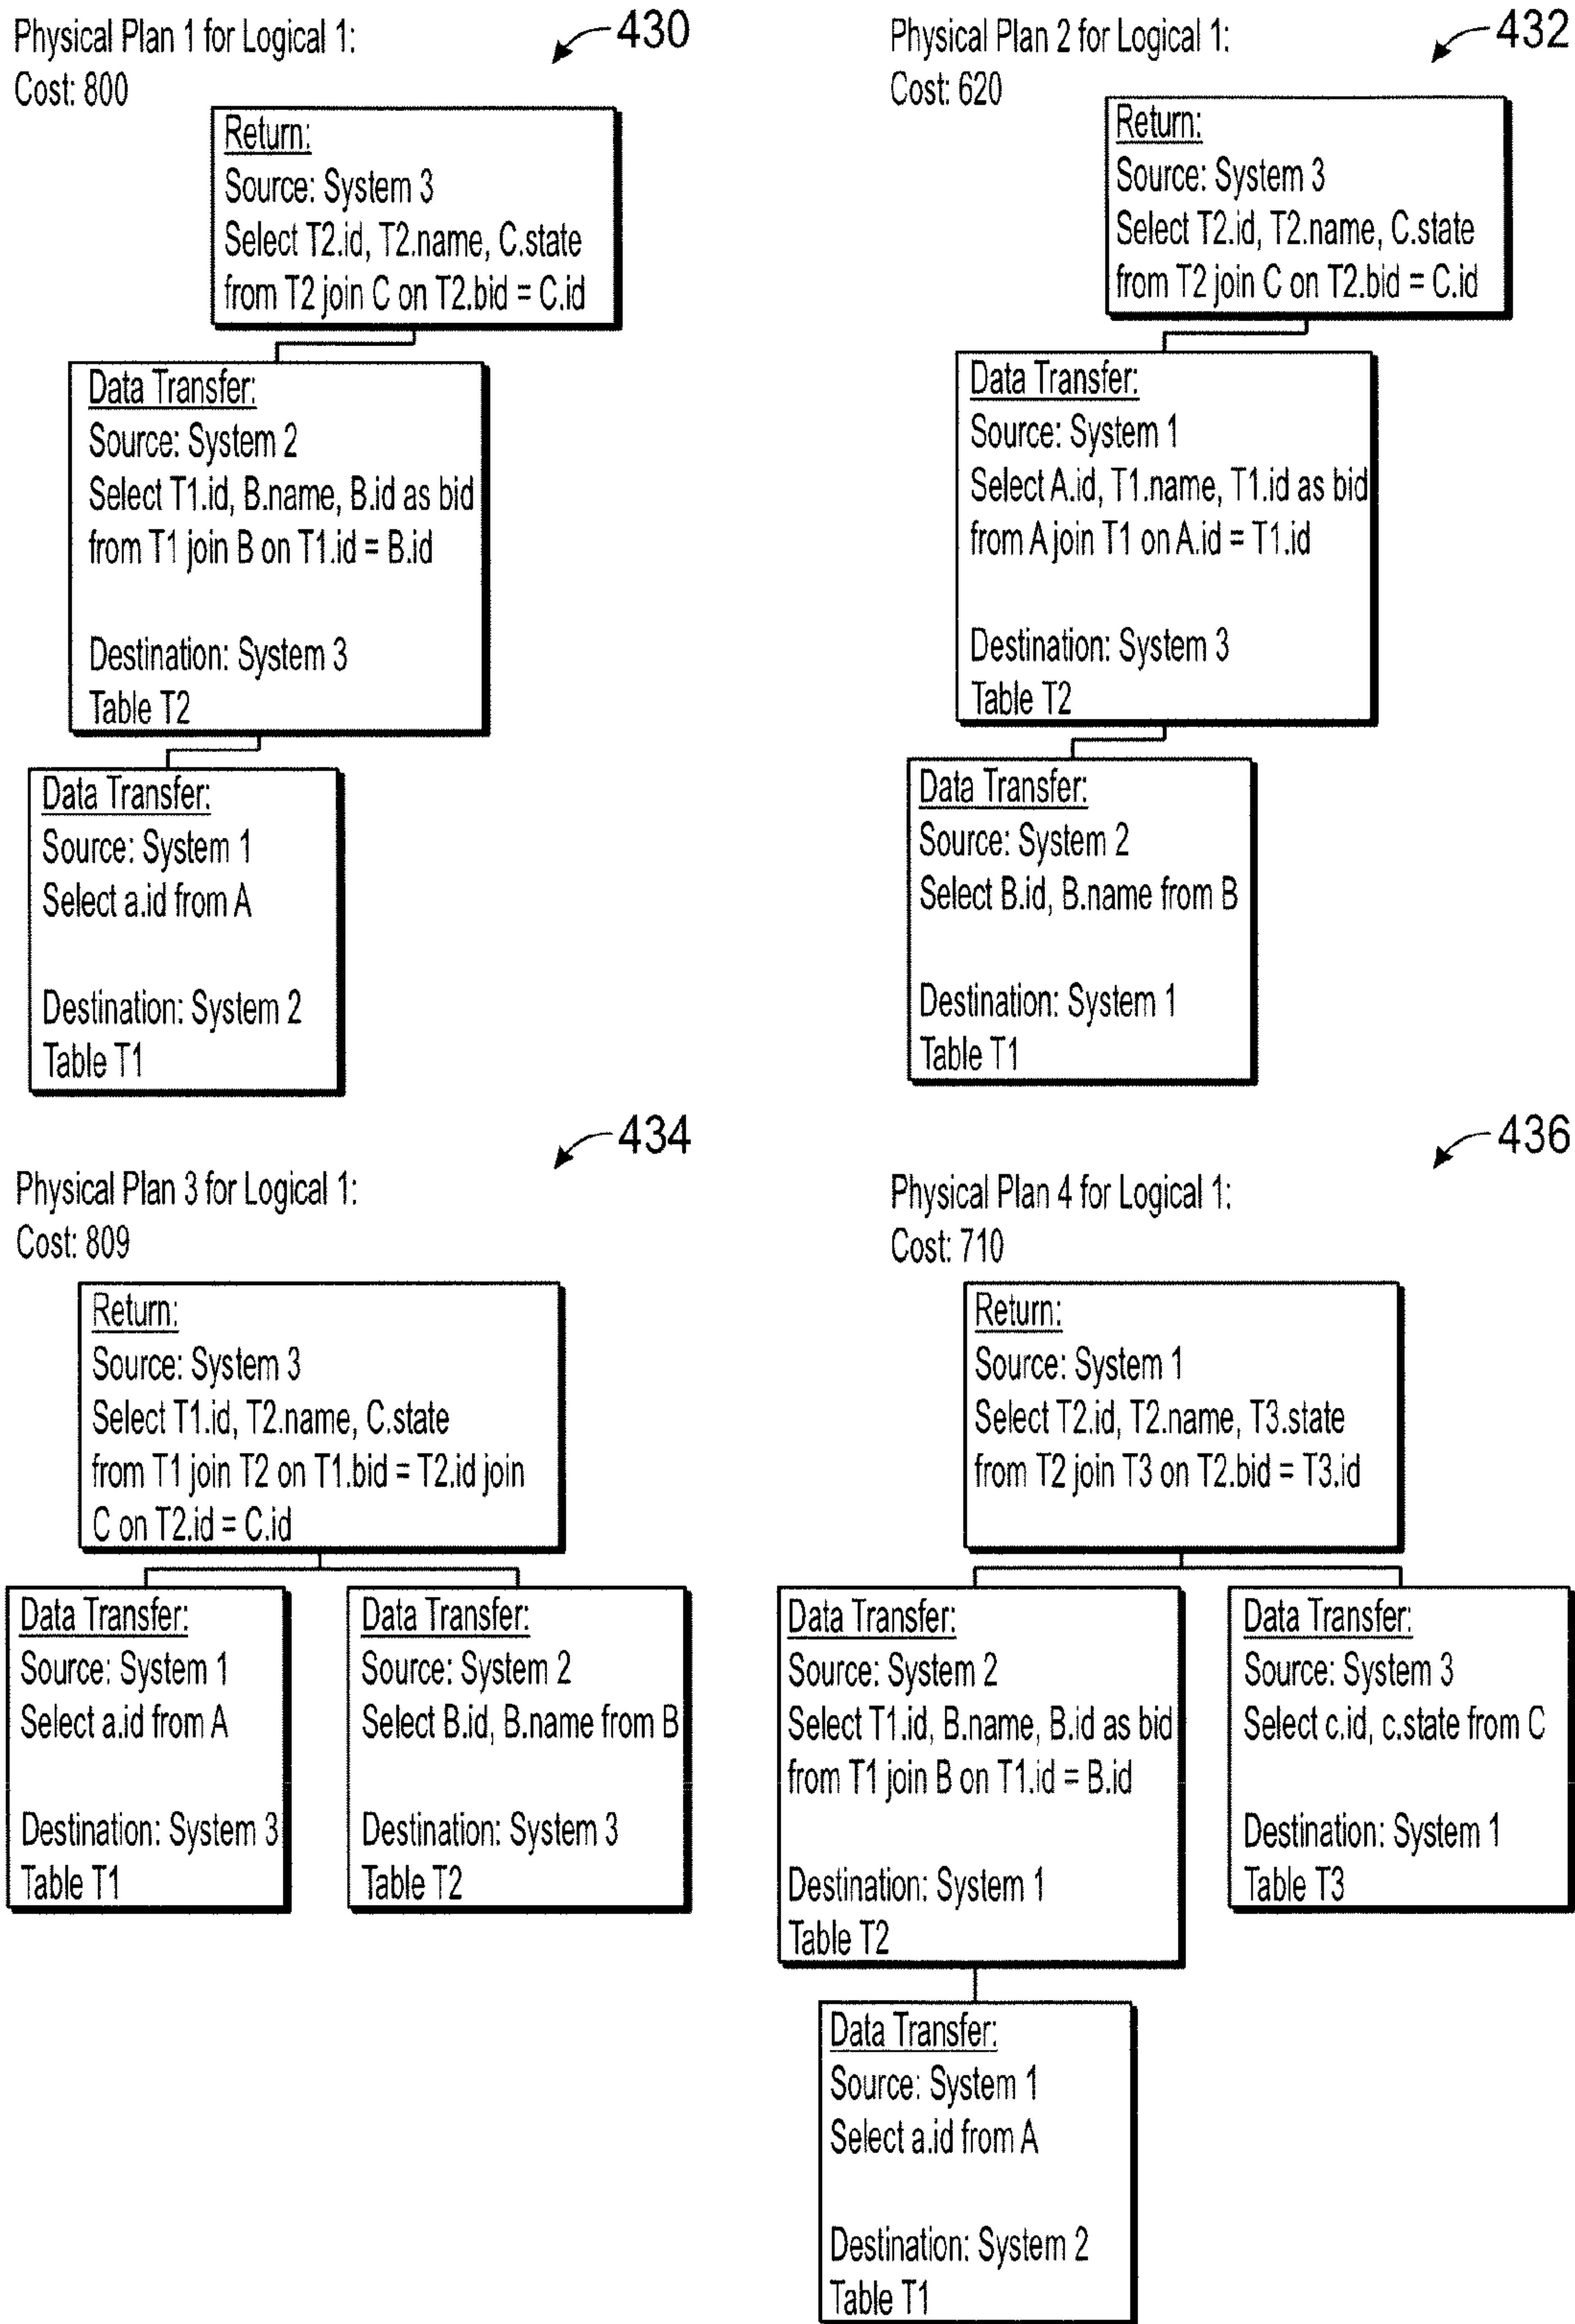 Physical Plan 1 for Logical 1:
430
Cost: 800
Return:
Source: System 3
Select T2.id, T2.name, C.state
from T2 join C on T2.bid = C.id
Data Transfer:
Source: System 2
Select T1.id, B.name, B.id as bid
from T1 join B on T1.id = B.id
Destination: System 3
Table T2
Data Transfer:
Source: System 1
Select a.id from A
Destination: System 2
Table T1
Physical Plan 2 for Logical 1:
432
Cost: 620
Return:
Source: System 3
Select T2.id, T2.name, C.state
from T2 join C on T2.bid = C.id
Data Transfer:
Source: System 1
Select A.id, T1.name, T1.id as bid
from A join T1 on A.id = T1.id
Destination: System 3
Table T2
Data Transfer:
Source: System 2
Select B.id, B.name from B
Destination: System 1
Table T1
434
Physical Plan 3 for Logical 1:
Cost: 809
Return:
Source: System 3
Select T1.id, T2.name, C.state
from T1 join T2 on T1.bid = T2.id join
C on T2.id = C.id
Data Transfer:
Source: System 1
Select a.id from A
Destination: System 3
Table T1
Data Transfer:
Source: System 2
Select B.id, B.name from B
Destination: System 3
Table T2
436
Physical Plan 4 for Logical 1:
Cost: 710
Return:
Source: System 1
Select T2.id, T2.name, T3.state
from T2 join T3 on T2.bid = T3.id
Data Transfer:
Source: System 2
Select T1.id, B.name, B.id as bid
from T1 join B on T1.id = B.id
Destination: System 1
Table T2
Data Transfer:
Source: System 3
Select c.id, c.state from C
Destination: System 1
Table T3
Data Transfer:
Source: System 1
Select a.id from A
Destination: System 2
Table T1